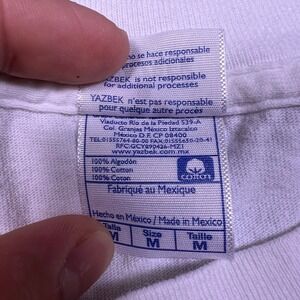 no se hace responsable
procesos adicionales
YAZBEK is not responsible
for additional processes
YAZBEK n'est pas responsable
pour quelque autre procès
Viaducto Río de la Piedad 539-A
Col. Granjas México Iztacalco
México D.F. CP 08400
RFC:QCY890426-MZ1
www.yazbek.com.mx
100% Algodón
100% Coton
100% Cotton
cotton
Fabriqué au Mexique
Hecho en México / Made in Mexico
Talla
M
Size
M
Taille
M